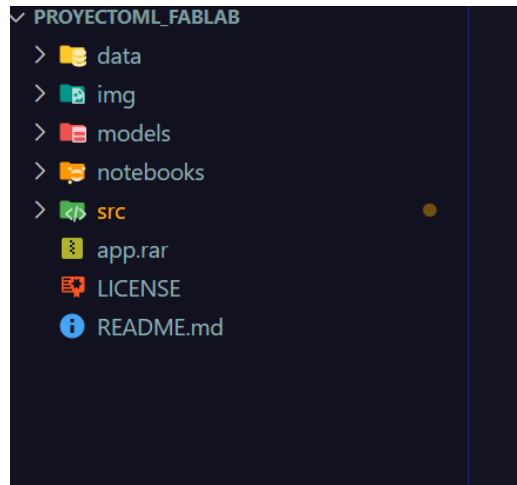 PROYECTOML_FABLAB
data
img
models
notebooks
src
app.rar
LICENSE
README.md